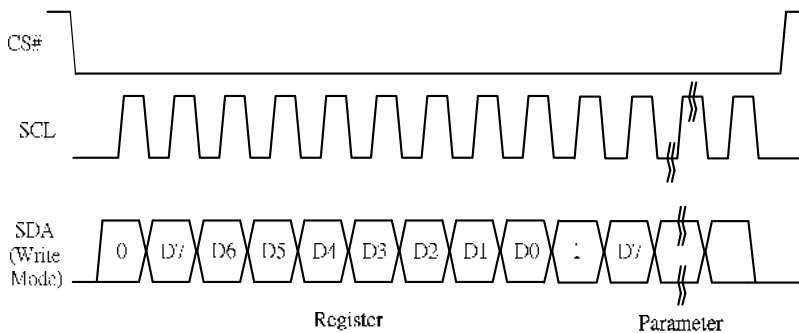 CS#
SCL
SDA
(Write
Mode)
0 D7 D6 D5 D4 D3 D2 D1 D0 1 D7
Register
Parameter